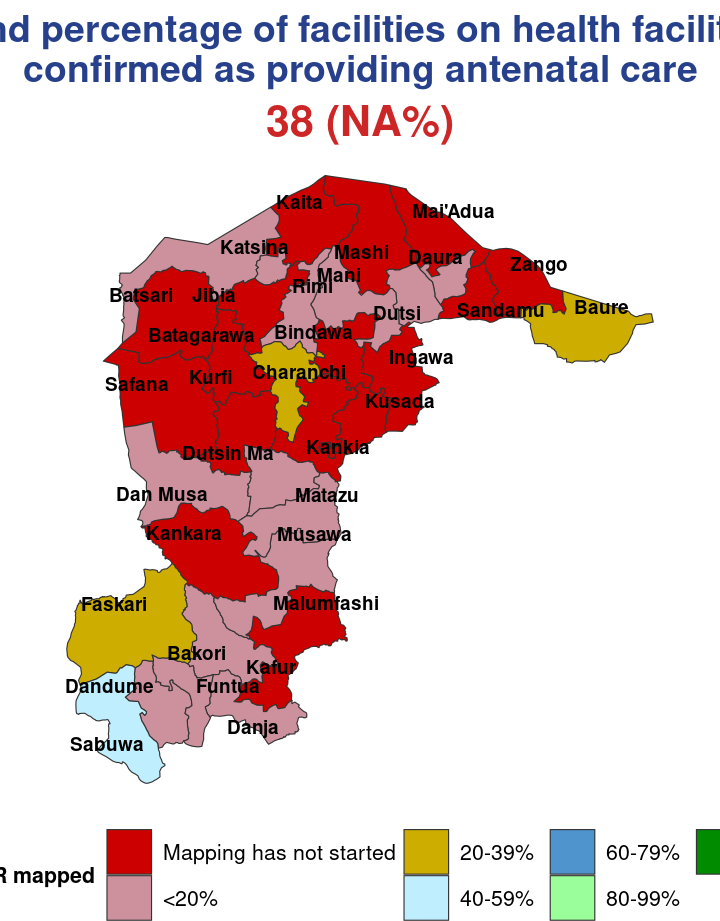 nd percentage of facilities on health facilit
confirmed as providing antenatal care
38 (NA%)
Kaita
Mai'Adua
Katsina
Mashi
Daura
Zango
Mani
Rimi
Batsari
Jibia
Sandamu
Baure
Dutsi
Batagarawa
Bindawa
Ingawa
Charanchi
Kurfi
Safana
Kusada
Kankia
Dutsin Ma
Dan Musa
Matazu
Kankara
Musawa
Faskari
Malumfashi
Bakori
Kafur
Dandume
Funtua
Danja
Sabuwa
R mapped
Mapping has not started
20-39%
60-79%
<20%
40-59%
80-99%